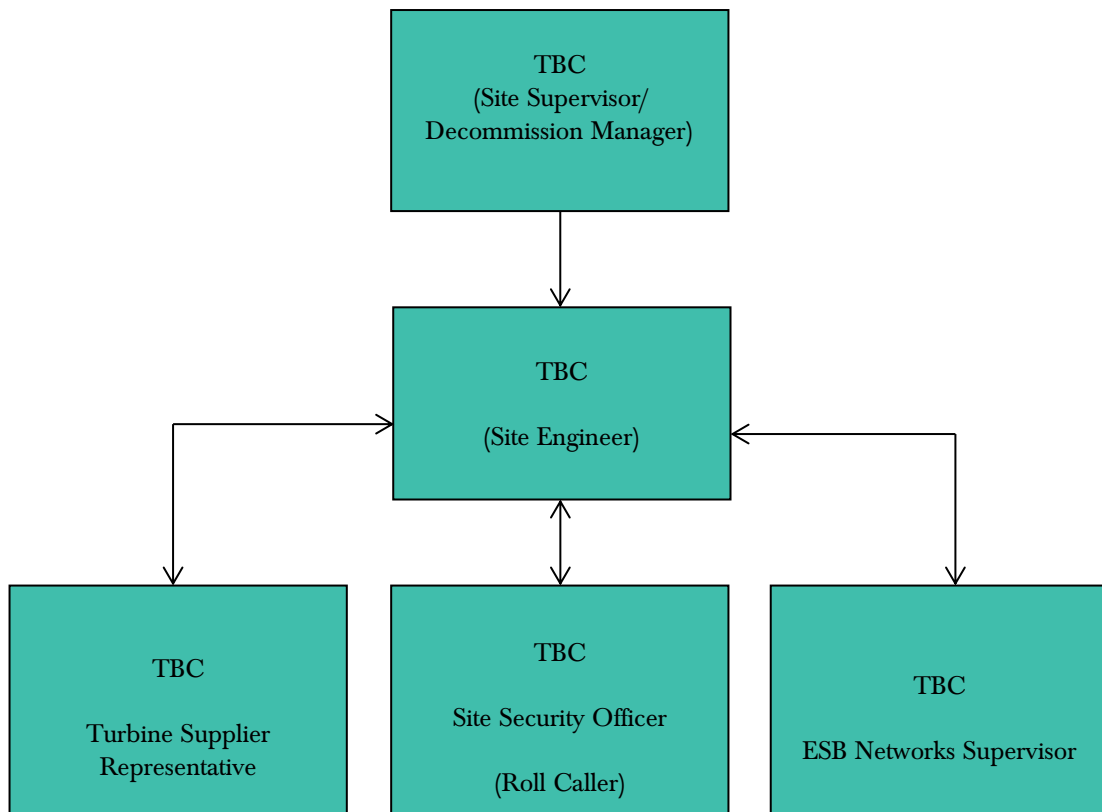 TBC
(Site Supervisor/
Decommission Manager)
TBC
(Site Engineer)
TBC
Turbine Supplier
Representative
TBC
Site Security Officer
(Roll Caller)
TBC
ESB Networks Supervisor